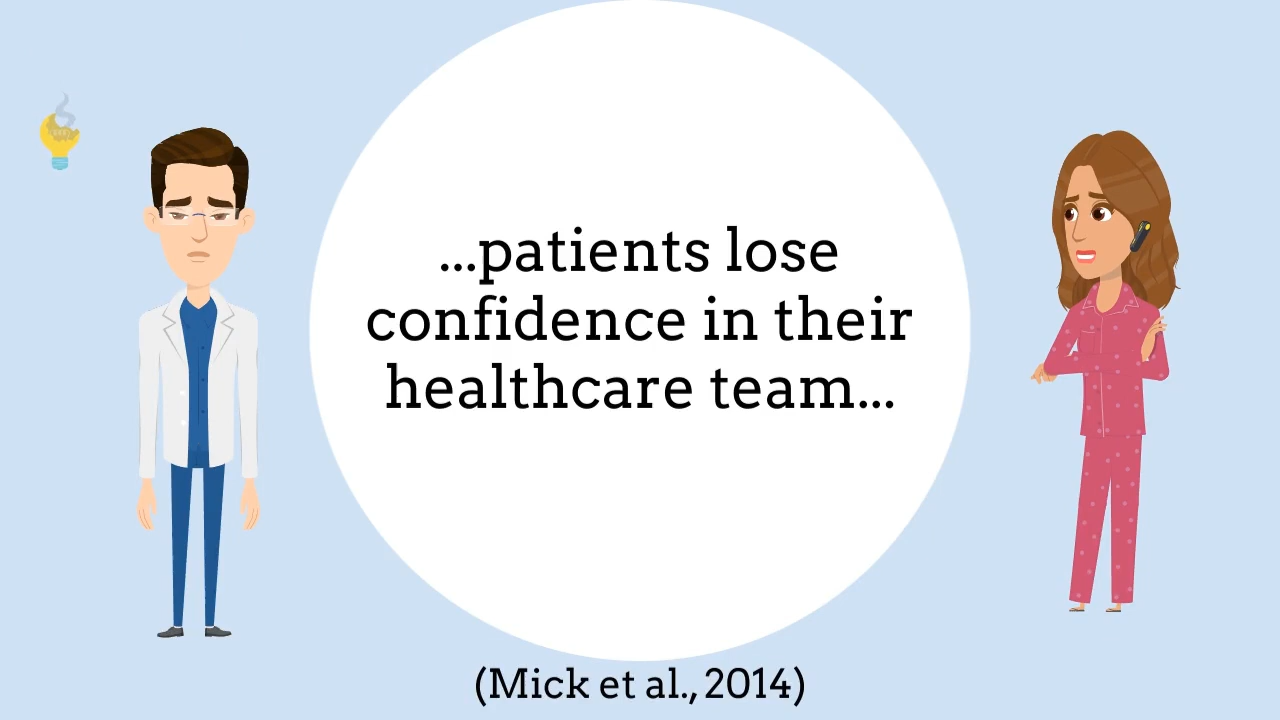 ...patients lose
confidence in their
healthcare team...
(Mick et al., 2014)